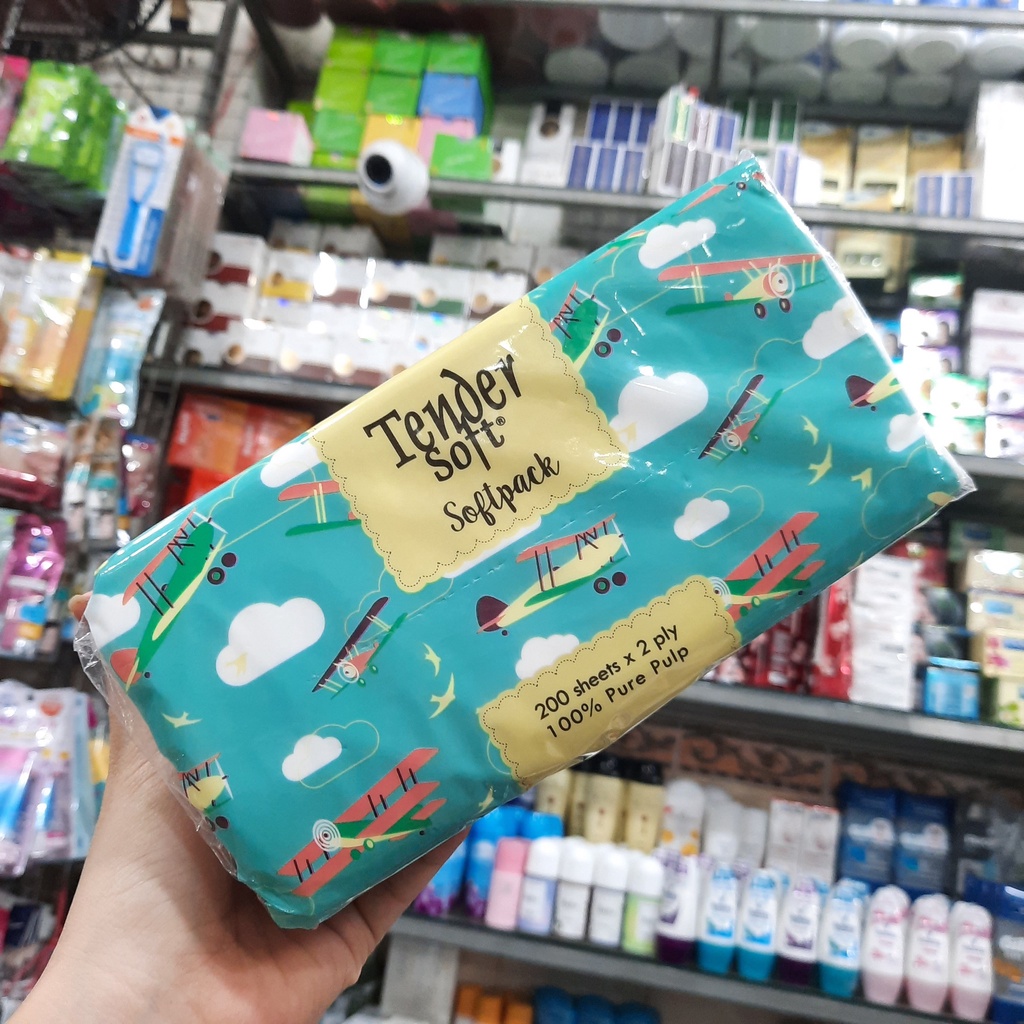 Tender
Soft®
Softpack
200 sheets x 2 ply
100% Pure Pulp